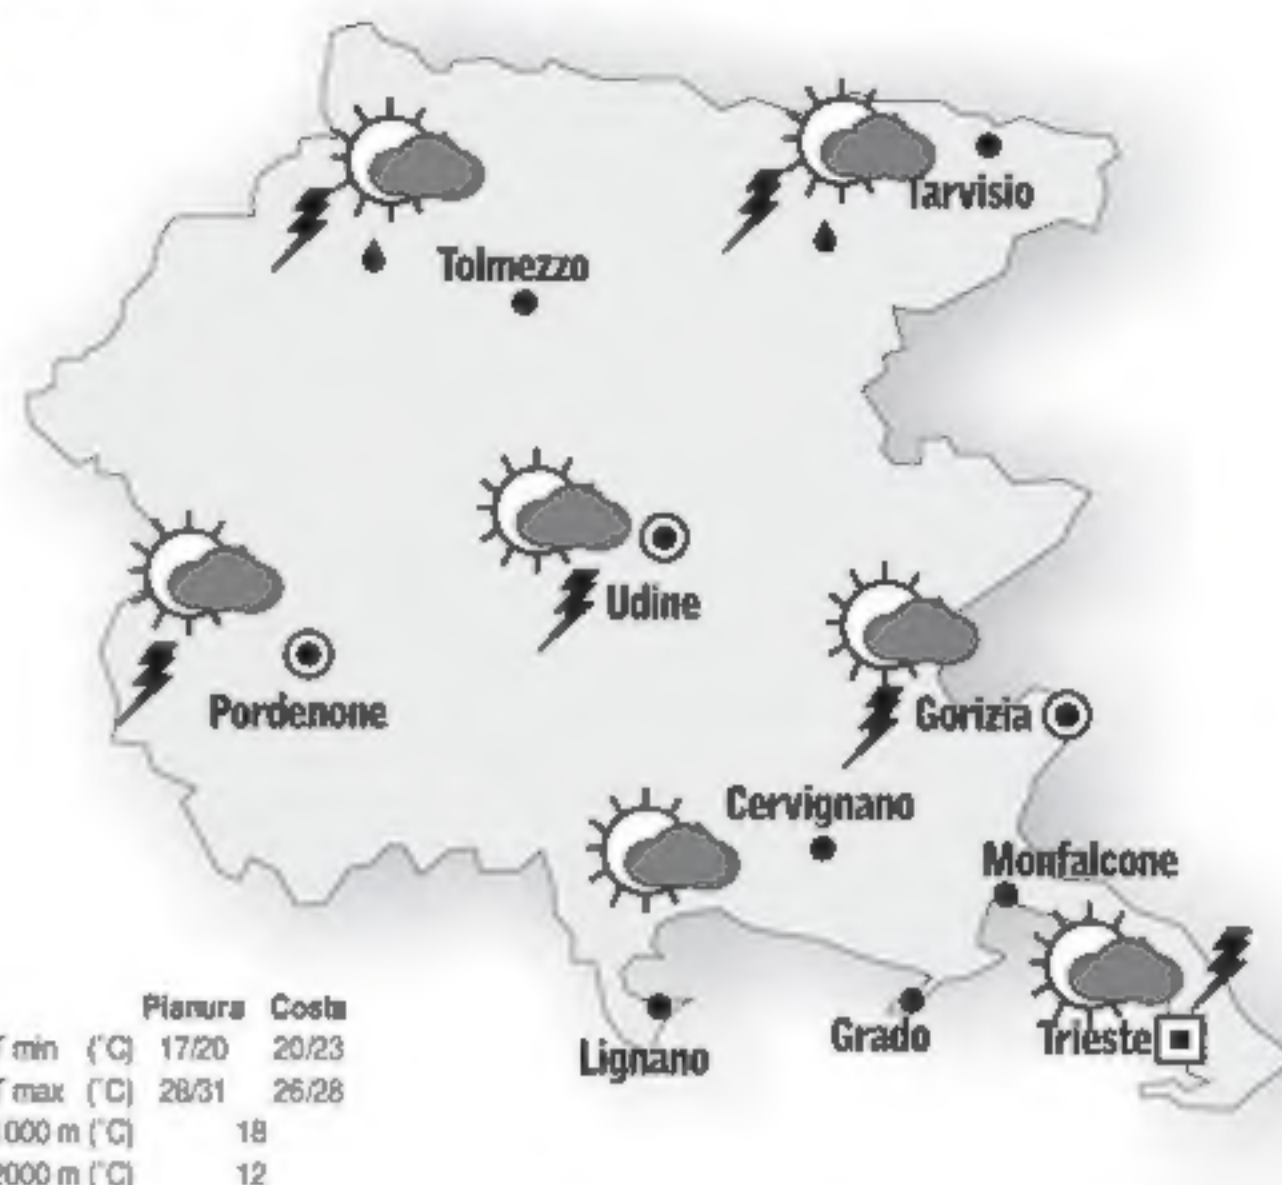 Tarvisio
Tolmezzo
Udine
Pordenone
Gorizia
Cervignano
Monfalcone
Grado
Trieste
Lignano
Pianura Costa
T min (°C) 17/20 20/23
T max (°C) 28/31 26/28
1000 m (°C) 18
2000 m (°C) 12